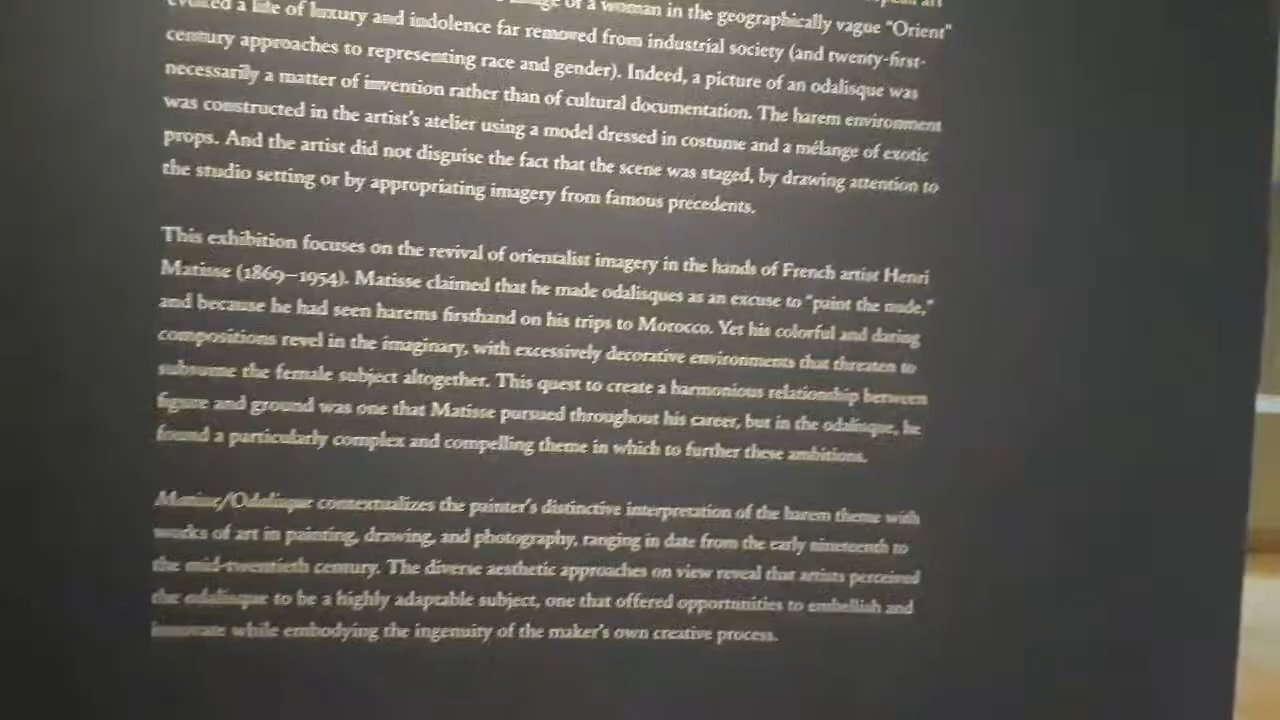 of a woman in the geographically vague "Orient"
evoked a life of luxury and indolence far removed from industrial society (and twenty-first-
century approaches to representing race and gender). Indeed, a picture of an odalisque was
necessarily a matter of invention rather than of cultural documentation. The harem environment
was constructed in the artist's atelier using a model dressed in costume and a mélange of exotic
props. And the artist did not disguise the fact that the scene was staged, by drawing attention to
the studio setting or by appropriating imagery from famous precedents.
This exhibition focuses on the revival of orientalist imagery in the hands of French artist Henri
Matisse (1869–1954). Matisse claimed that he made odalisques as an excuse to "paint the nude,"
and because he had seen harems firsthand on his trips to Morocco. Yet his colorful and daring
compositions revel in the imaginary, with excessively decorative environments that threaten to
subsume the female subject altogether. This quest to create a harmonious relationship between
figure and ground was one that Matisse pursued throughout his career, but in the odalisque, he
found a particularly complex and compelling theme in which to further these ambitions.
Matisse/Odalisque contextualizes the painter's distinctive interpretation of the harem theme with
works of art in painting, drawing, and photography, ranging in date from the early nineteenth to
the mid-twentieth century. The diverse aesthetic approaches on view reveal that artists perceived
the odalisque to be a highly adaptable subject, one that offered opportunities to embellish and
innovate while embodying the ingenuity of the maker's own creative process.